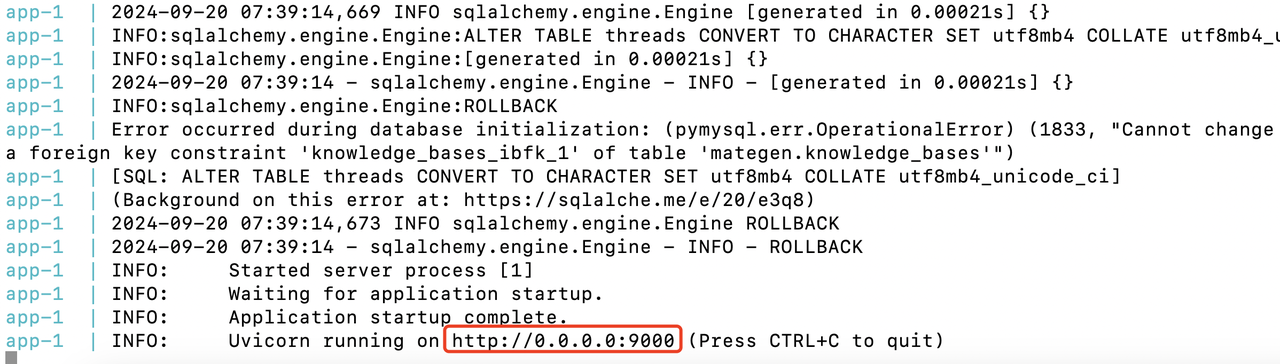 app-1  | 2024-09-20 07:39:14,669 INFO sqlalchemy.engine.Engine [generated in 0.00021s] {}
app-1  | INFO:sqlalchemy.engine.Engine:ALTER TABLE threads CONVERT TO CHARACTER SET utf8mb4 COLLATE utf8mb4_u
app-1  | INFO:sqlalchemy.engine.Engine:[generated in 0.00021s] {}
app-1  | 2024-09-20 07:39:14 - sqlalchemy.engine.Engine - INFO - [generated in 0.00021s] {}
app-1  | INFO:sqlalchemy.engine.Engine:ROLLBACK
app-1  | Error occurred during database initialization: (pymysql.err.OperationalError) (1833, "Cannot change
a foreign key constraint 'knowledge_bases_ibfk_1' of table 'mategen.knowledge_bases'")
app-1  | [SQL: ALTER TABLE threads CONVERT TO CHARACTER SET utf8mb4 COLLATE utf8mb4_unicode_ci]
app-1  | (Background on this error at: https://sqlalche.me/e/20/e3q8)
app-1  | 2024-09-20 07:39:14,673 INFO sqlalchemy.engine.Engine ROLLBACK
app-1  | 2024-09-20 07:39:14 - sqlalchemy.engine.Engine - INFO - ROLLBACK
app-1  | INFO:     Started server process [1]
app-1  | INFO:     Waiting for application startup.
app-1  | INFO:     Application startup complete.
app-1  | INFO:     Uvicorn running on http://0.0.0.0:9000 (Press CTRL+C to quit)